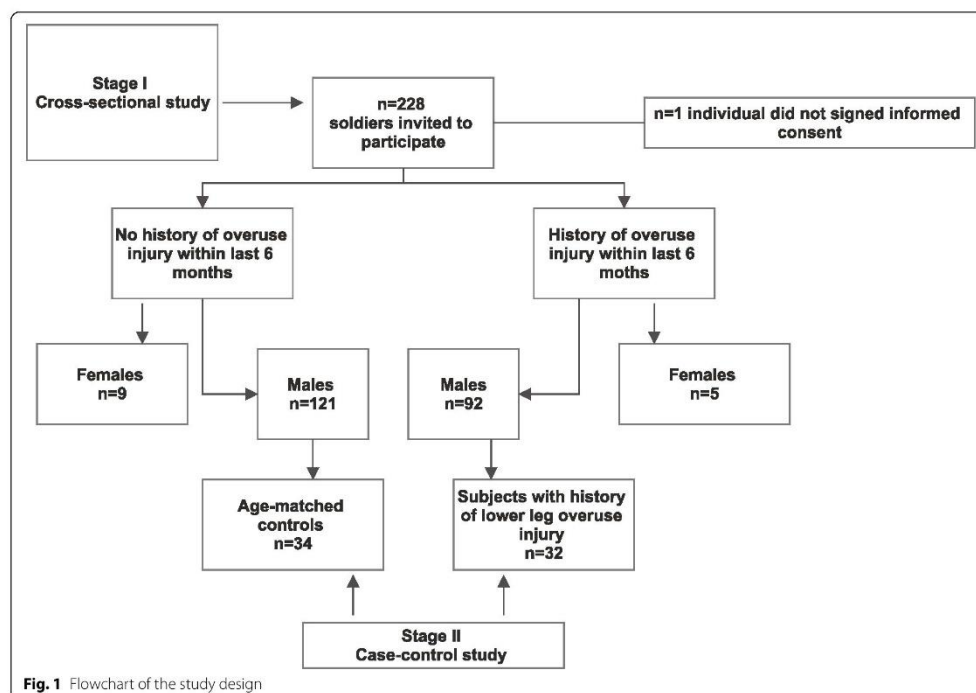 Stage I
Cross-sectional study
n=228
soldiers invited to
participate
n=1 individual did not signed informed
consent
No history of overuse
injury within last 6
months
History of overuse
injury within last 6
moths
Females
n=9
Males
n=121
Males
n=92
Females
n=5
Age-matched
controls
n=34
Subjects with history
of lower leg overuse
injury
n=32
Stage II
Case-control study
Fig. 1 Flowchart of the study design